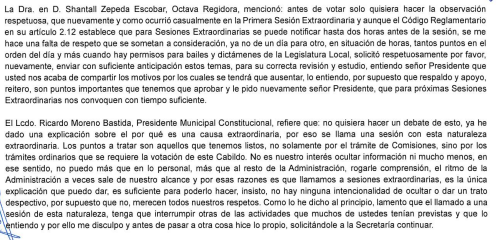 La Dra. en D. Shantall Zepeda Escobar, Octava Regidora, mencionó: antes de votar solo quisiera hacer la observación
respetuosa, que nuevamente y como ocurrió casualmente en la Primera Sesión Extraordinaria y aunque el Código Reglamentario
en su artículo 2.12 establece que para Sesiones Extraordinarias se puede notificar hasta dos horas antes de la sesión, se me
hace una falta de respeto que se sometan a consideración, ya no de un día para otro, en situación de horas, tantos puntos en el
orden del día y más cuando hay permisos para bailes y dictámenes de la Legislatura Local, solicitó respetuosamente por favor,
nuevamente, enviar con suficiente anticipación estos temas, para su correcta revisión y estudio, entiendo señor Presidente que
usted nos acaba de compartir los motivos por los cuales se tendrá que ausentar, lo entiendo, por supuesto que respaldo y apoyo,
reitero, son puntos importantes que tenemos que aprobar y le pido nuevamente señor Presidente, que para próximas Sesiones
Extraordinarias nos convoquen con tiempo suficiente.
El Lcdo. Ricardo Moreno Bastida, Presidente Municipal Constitucional, refiere que: no quisiera hacer un debate de esto, ya he
dado una explicación sobre el por qué es una causa extraordinaria, por eso se llama una sesión con esta naturaleza
extraordinaria. Los puntos a tratar son aquellos que tenemos listos, no solamente por el trámite de Comisiones, sino por los
trámites ordinarios que se requiere la votación de este Cabildo. No es nuestro interés ocultar información ni mucho menos, en
ese sentido, no puedo más que en lo personal, más que al resto de la Administración, rogarle comprensión, el ritmo de la
Administración a veces sale de nuestro alcance y por esas razones es que llamamos a sesiones extraordinarias, es la única
explicación que puedo dar, es suficiente para poderlo hacer, insisto, no hay ninguna intencionalidad de ocultar o dar un trato
despectivo, por supuesto que no, merecen todos nuestros respetos. Como lo he dicho al principio, lamento que el llamado a una
sesión de esta naturaleza, tenga que interrumpir otras de las actividades que muchos de ustedes tenían previstas y que lo
entiendo y por ello me disculpo y antes de pasar a otra cosa hice lo propio, solicitándole a la Secretaría continuar.